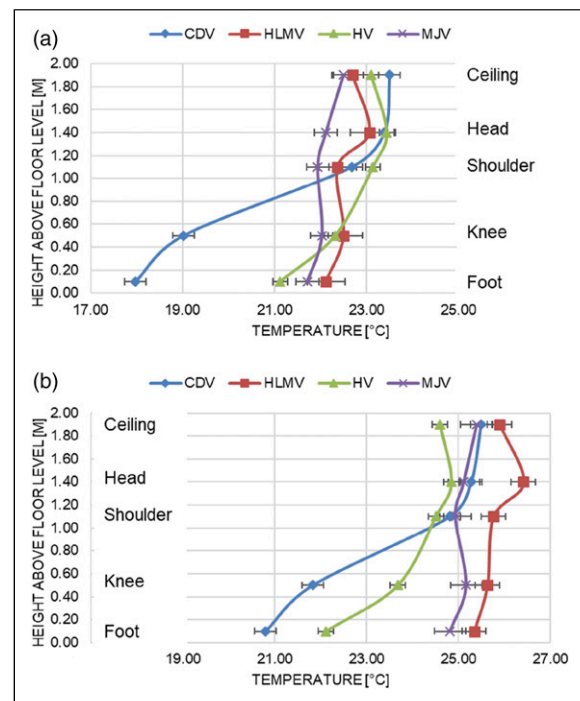 (a)
CDV HLMV HV MJV
HEIGHT ABOVE FLOOR LEVEL [M]
2.00 Ceiling
1.80
1.60
1.40 Head
1.20 Shoulder
1.00
0.80
0.60 Knee
0.40
0.20 Foot
0.00
17.00 19.00 21.00 23.00 25.00
TEMPERATURE [°C]
(b)
CDV HLMV HV MJV
HEIGHT ABOVE FLOOR LEVEL [M]
2.00 Ceiling
1.80
1.60
1.40 Head
1.20 Shoulder
1.00
0.80
0.60 Knee
0.40
0.20 Foot
0.00
19.00 21.00 23.00 25.00 27.00
TEMPERATURE [°C]